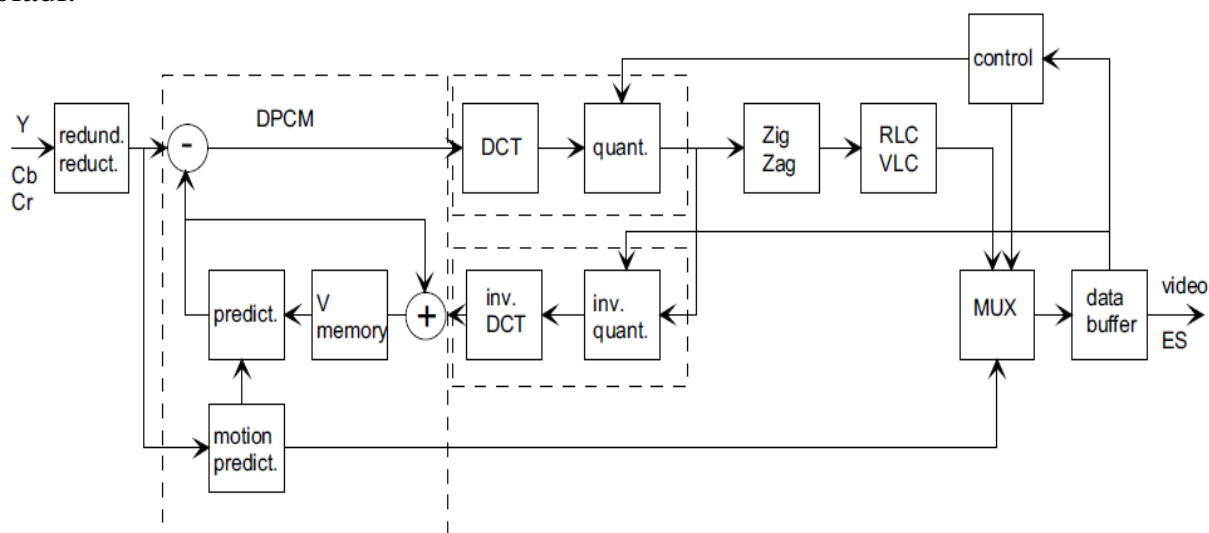 control
Y
redund.
reduct.
Cb
Cr
-
DPCM
DCT
quant.
Zig
Zag
RLC
VLC
predict.
V
memory
+
inv.
DCT
inv.
quant.
MUX
data
buffer
video
ES
motion
predict.